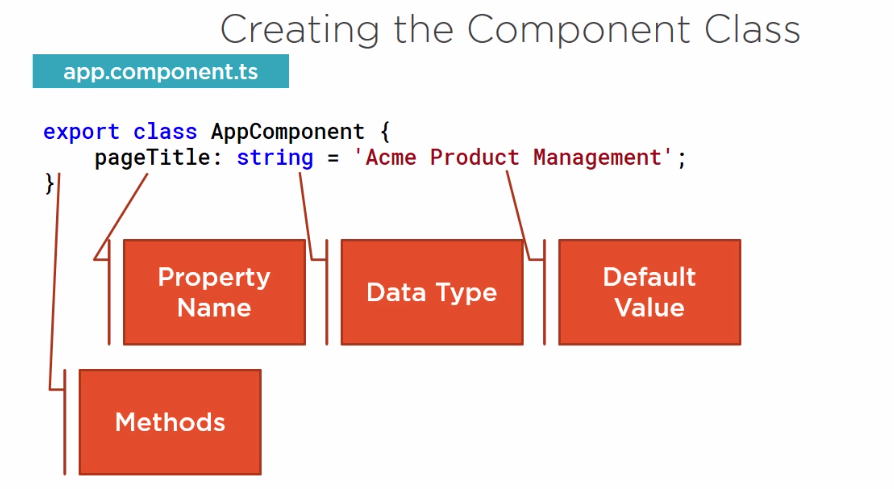 Creating the Component Class
app.component.ts
export class AppComponent {
    pageTitle: string = 'Acme Product Management';
}
Property
Name
Data Type
Default
Value
Methods